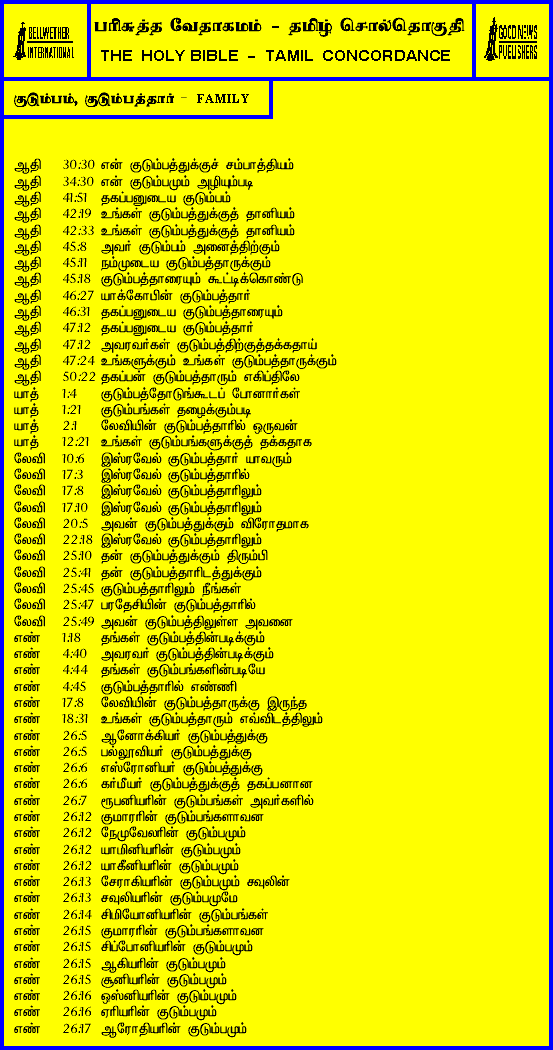 BELLWETHER INTERNATIONAL
பரிசுத்த வேதாகமம் - தமிழ் சொல்தொகுதி
THE HOLY BIBLE - TAMIL CONCORDANCE
GOOD NEWS PUBLISHERS
குடும்பம், குடும்பத்தார் - FAMILY
ஆதி 30:30 என் குடும்பத்துக்குச் சம்பாத்தியம்
ஆதி 34:30 என் குடும்பமும் அழியும்படி
ஆதி 41:51 தகப்பனுடைய குடும்பம்
ஆதி 42:19 உங்கள் குடும்பத்துக்குத் தானியம்
ஆதி 42:33 உங்கள் குடும்பத்துக்குத் தானியம்
ஆதி 45:8 அவர் குடும்பம் அனைத்திற்கும்
ஆதி 45:11 நம்முடைய குடும்பத்தாருக்கும்
ஆதி 45:18 குடும்பத்தாரையும் கூட்டிக்கொண்டு
ஆதி 46:27 யாக்கோபின் குடும்பத்தார்
ஆதி 46:31 தகப்பனுடைய குடும்பத்தாரையும்
ஆதி 47:12 தகப்பனுடைய குடும்பத்தார்
ஆதி 47:12 அவரவர்கள் குடும்பத்திற்குத்தக்கதாய்
ஆதி 47:24 உங்களுக்கும் உங்கள் குடும்பத்தாருக்கும்
ஆதி 50:22 தகப்பன் குடும்பத்தாரும் எகிப்திலே
யாத் 1:4 குடும்பத்தோடுங்கூடப் போனார்கள்
யாத் 1:21 குடும்பங்கள் தழைக்கும்படி
யாத் 2:1 லேவியின் குடும்பத்தாரில் ஒருவன்
யாத் 12:21 உங்கள் குடும்பங்களுக்குத் தக்கதாக
லேவி 10:6 இஸ்ரவேல் குடும்பத்தார் யாவரும்
லேவி 17:3 இஸ்ரவேல் குடும்பத்தாரில்
லேவி 17:8 இஸ்ரவேல் குடும்பத்தாரிலும்
லேவி 17:10 இஸ்ரவேல் குடும்பத்தாரிலும்
லேவி 20:5 அவன் குடும்பத்துக்கும் விரோதமாக
லேவி 22:18 இஸ்ரவேல் குடும்பத்தாரிலும்
லேவி 25:10 தன் குடும்பத்துக்கும் திரும்பி
லேவி 25:41 தன் குடும்பத்தாரிடத்துக்கும்
லேவி 25:45 குடும்பத்தாரிலும் நீங்கள்
லேவி 25:47 பரதேசியின் குடும்பத்தாரில்
லேவி 25:49 அவன் குடும்பத்திலுள்ள அவனை
எண் 1:18 தங்கள் குடும்பத்தின்படிக்கும்
எண் 4:40 அவரவர் குடும்பத்தின்படிக்கும்
எண் 4:44 தங்கள் குடும்பங்களின்படியே
எண் 4:45 குடும்பத்தாரில் எண்ணி
எண் 17:8 லேவியின் குடும்பத்தாருக்கு இருந்த
எண் 18:31 உங்கள் குடும்பத்தாரும் எவ்விடத்திலும்
எண் 26:5 ஆனோக்கியர் குடும்பத்துக்கு
எண் 26:5 பல்லூவியர் குடும்பத்துக்கு
எண் 26:6 எஸ்ரோனியர் குடும்பத்துக்கு
எண் 26:6 கர்மீயர் குடும்பத்துக்குத் தகப்பனான
எண் 26:7 ரூபனியரின் குடும்பங்கள் அவர்களில்
எண் 26:12 குமாரரின் குடும்பங்களாவன
எண் 26:12 நேமுவேலரின் குடும்பமும்
எண் 26:12 யாமினியரின் குடும்பமும்
எண் 26:12 யாகீனியரின் குடும்பமும்
எண் 26:13 சேராகியரின் குடும்பமும் சவுலின்
எண் 26:13 சவுலியரின் குடும்பமுமே
எண் 26:14 சிமியோனியரின் குடும்பங்கள்
எண் 26:15 குமாரரின் குடும்பங்களாவன
எண் 26:15 சிப்போனியரின் குடும்பமும்
எண் 26:15 ஆகியரின் குடும்பமும்
எண் 26:15 சூனியரின் குடும்பமும்
எண் 26:16 ஒஸ்னியரின் குடும்பமும்
எண் 26:16 ஏரியரின் குடும்பமும்
எண் 26:17 ஆரோதியரின் குடும்பமும்